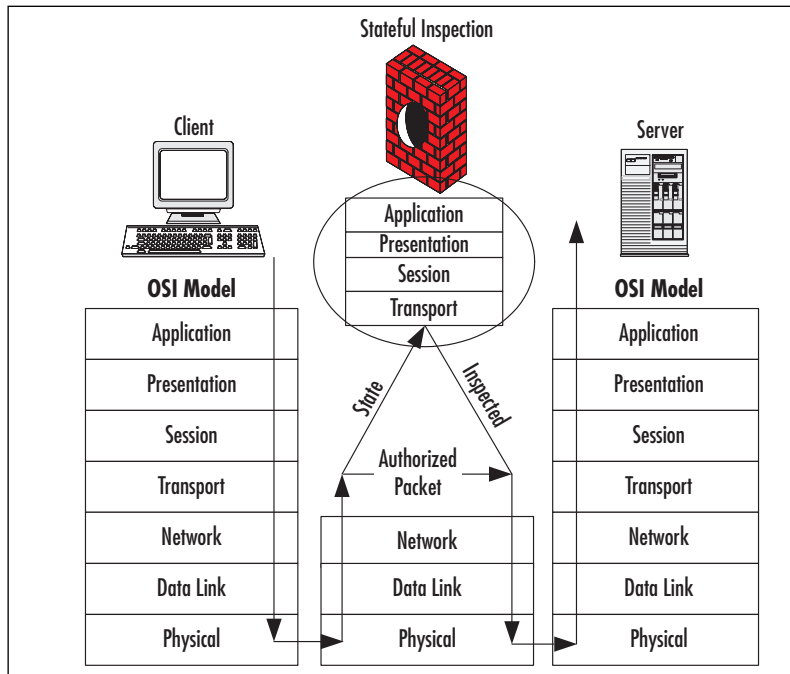 Stateful Inspection
Client
Server
Application
Presentation
Session
Transport
OSI Model
Application
Presentation
Session
Transport
Network
Data Link
Physical
State
Inspected
Authorized
Packet
Network
Data Link
Physical
OSI Model
Application
Presentation
Session
Transport
Network
Data Link
Physical